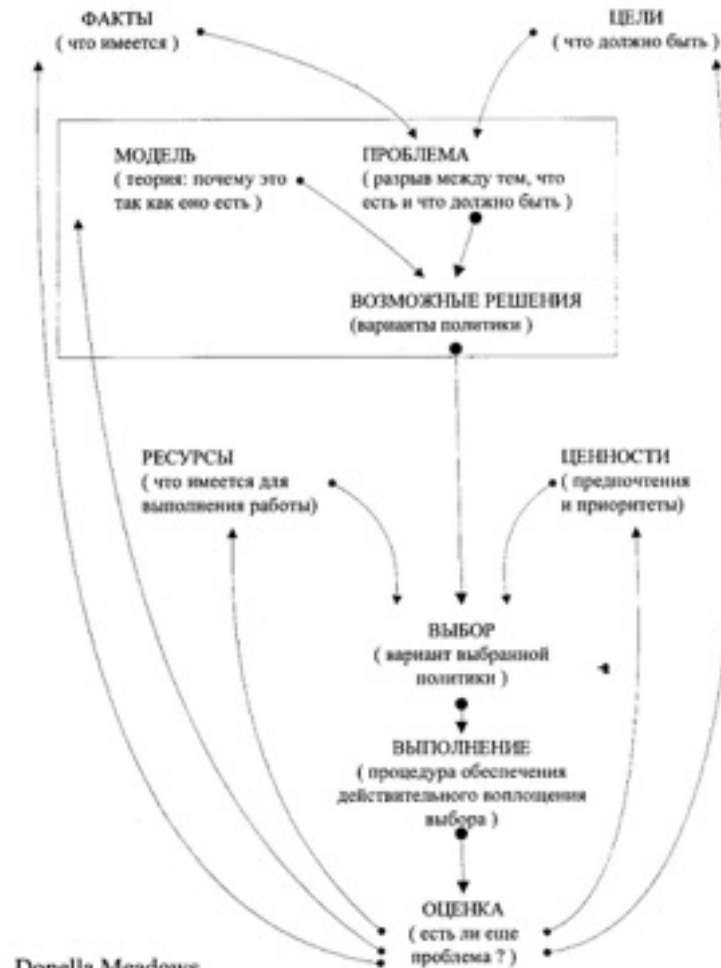 ФАКТЫ
( что имеется )
ЦЕЛИ
( что должно быть )
МОДЕЛЬ
( теория: почему это
так как оно есть )
ПРОБЛЕМА
( разрыв между тем, что
есть и что должно быть )
ВОЗМОЖНЫЕ РЕШЕНИЯ
(варианты политики )
РЕСУРСЫ
( что имеется для
выполнения работы)
ЦЕННОСТИ
( предпочтения
и приоритеты)
ВЫБОР
( вариант выбранной
политики )
ВЫПОЛНЕНИЕ
( процедура обеспечения
действительного воплощения
выбора )
ОЦЕНКА
( есть ли еще
проблема ? )
Donella Meadows